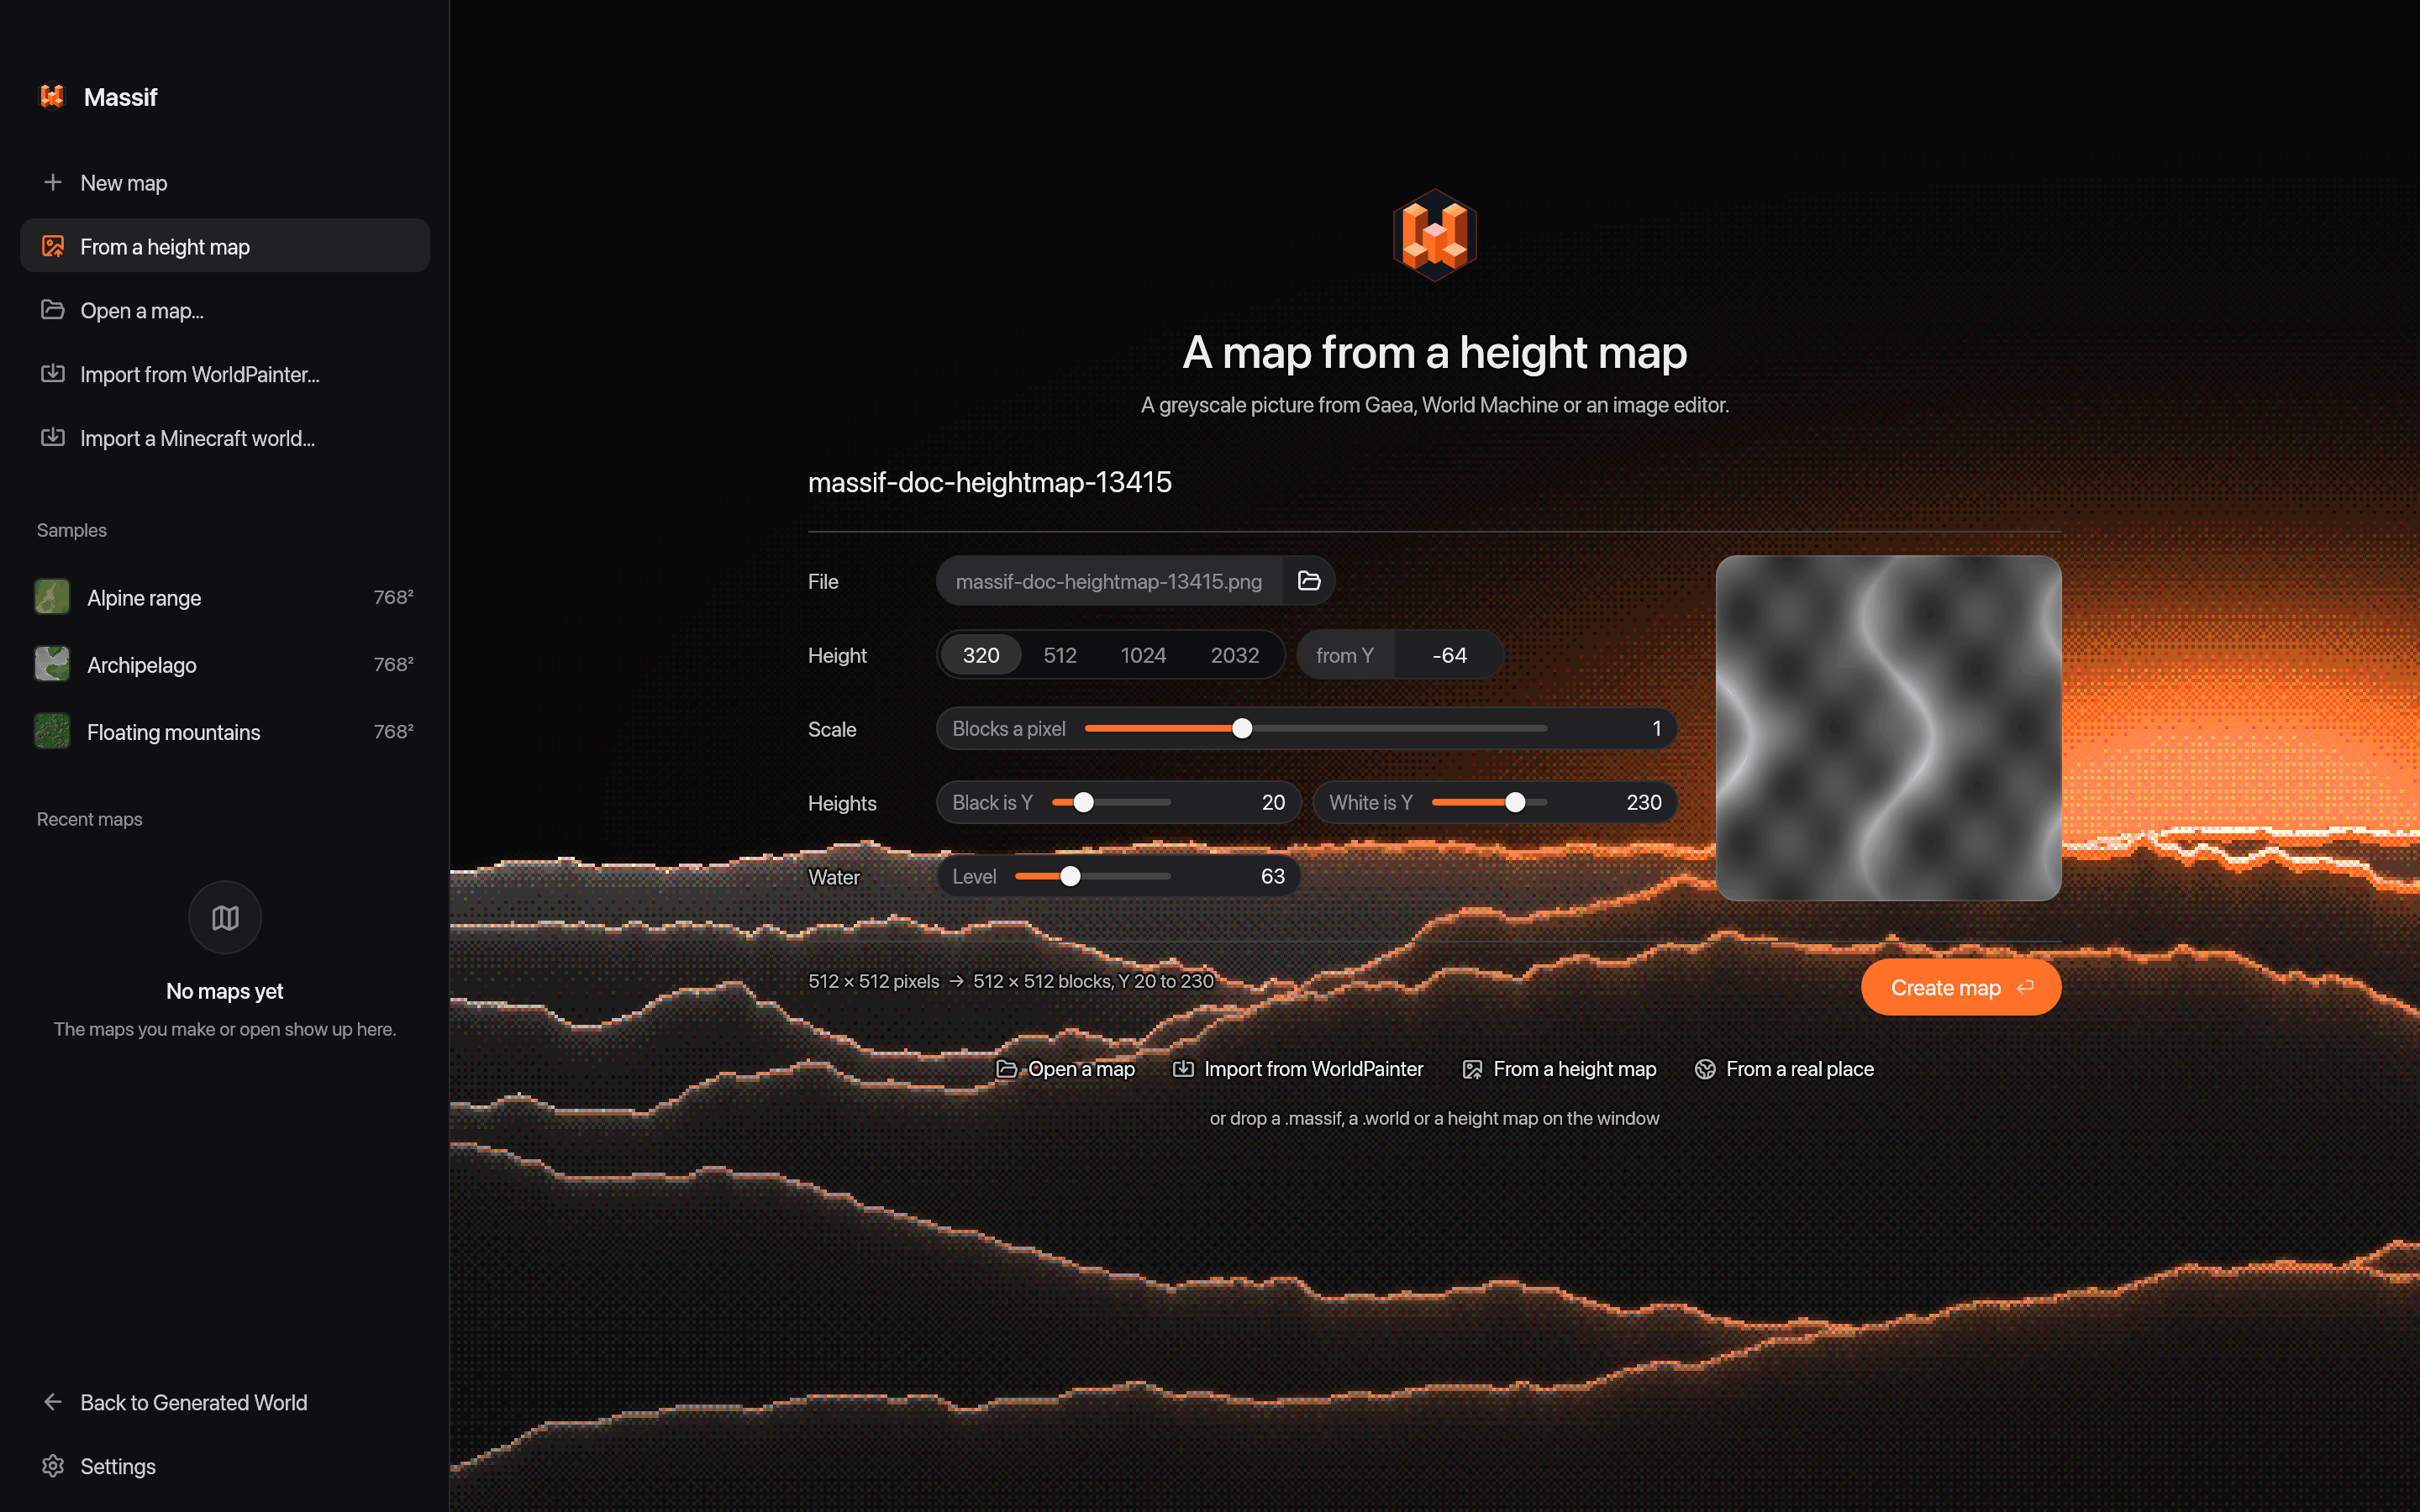 Massif
New map
From a height map
Open a map...
Import from WorldPainter...
Import a Minecraft world...
Samples
Alpine range 768²
Archipelago 768²
Floating mountains 768²
Recent maps
No maps yet
The maps you make or open show up here.
Back to Generated World
Settings
A map from a height map
A greyscale picture from Gaea, World Machine or an image editor.
massif-doc-heightmap-13415
File massif-doc-heightmap-13415.png
Height 320 512 1024 2032 from Y -64
Scale Blocks a pixel 1
Heights Black is Y 20 White is Y 230
Water Level 63
512 × 512 pixels → 512 × 512 blocks, Y 20 to 230
Create map
Open a map Import from WorldPainter From a height map From a real place
or drop a .massif, a .world or a height map on the window